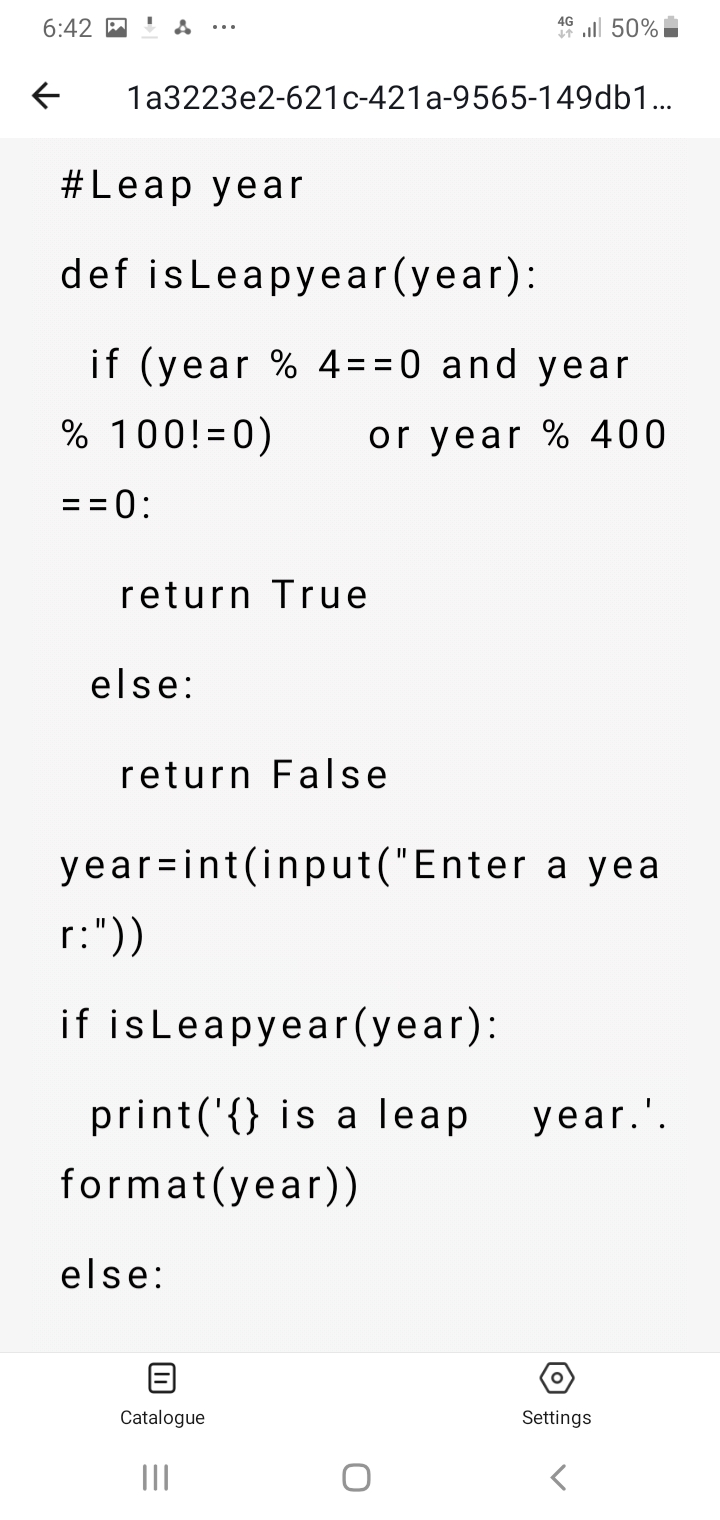 6:42 ... 4G 50%
1a3223e2-621c-421a-9565-149db1...
#Leap year
def isLeapyear(year):
if (year % 4==0 and year
% 100!=0) or year % 400
==0:
return True
else:
return False
year=int(input("Enter a yea
r:"))
if isLeapyear(year):
print('{} is a leap year.'.
format(year))
else:
Catalogue Settings